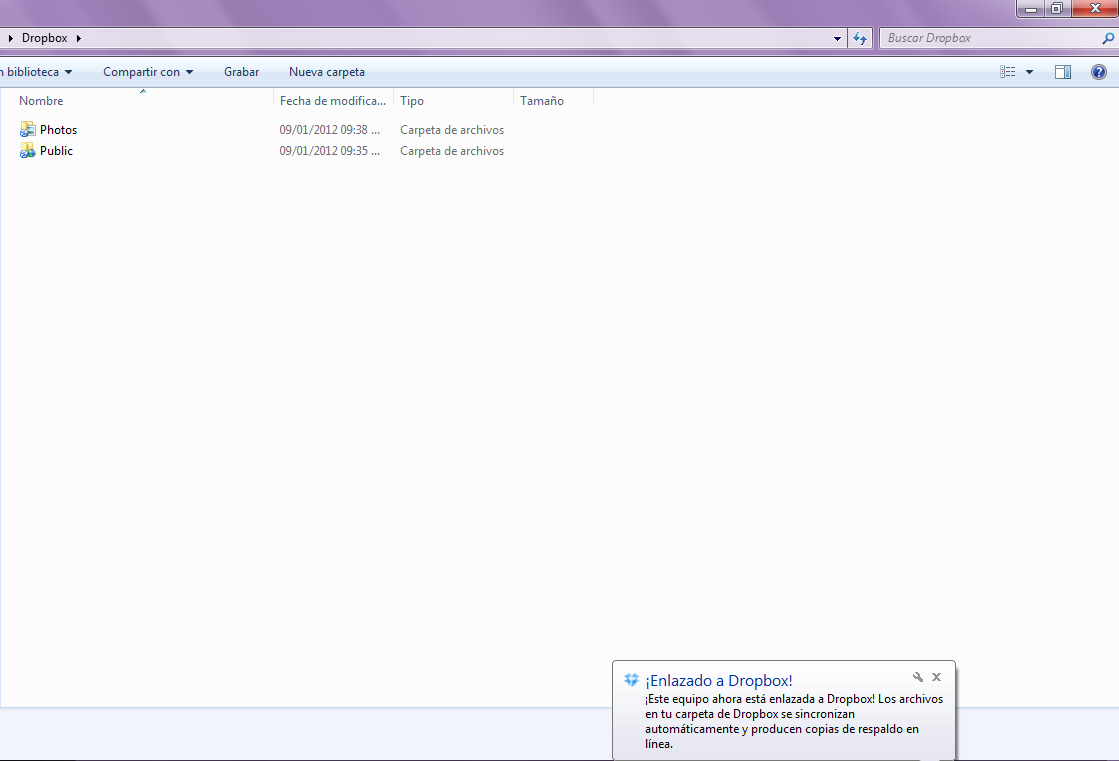 Dropbox
Buscar Dropbox
n biblioteca Compartir con Grabar Nueva carpeta
Nombre Fecha de modifica... Tipo Tamaño
Photos 09/01/2012 09:38 ... Carpeta de archivos
Public 09/01/2012 09:35 ... Carpeta de archivos
¡Enlazado a Dropbox!
¡Este equipo ahora está enlazada a Dropbox! Los archivos
en tu carpeta de Dropbox se sincronizan
automáticamente y producen copias de respaldo en
línea.